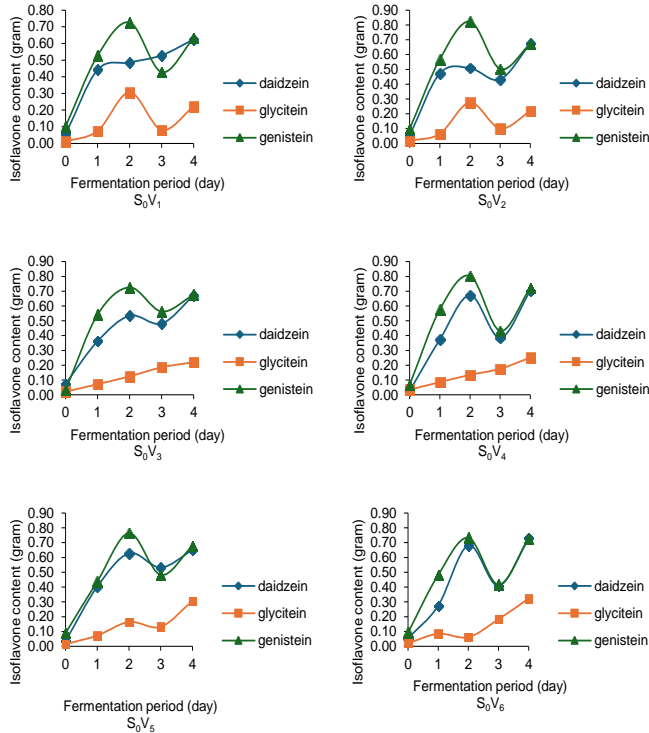 Isoflavone content (gram)
0.80
0.70
0.60
0.50
0.40
0.30
0.20
0.10
0.00
0 1 2 3 4
Fermentation period (day)
S₀V₁
daidzein
glycitein
genistein
Isoflavone content (gram)
0.90
0.80
0.70
0.60
0.50
0.40
0.30
0.20
0.10
0.00
0 1 2 3 4
Fermentation period (day)
S₀V₂
daidzein
glycitein
genistein
Isoflavone content (gram)
0.90
0.80
0.70
0.60
0.50
0.40
0.30
0.20
0.10
0.00
0 1 2 3 4
Fermentation period (day)
S₀V₃
daidzein
glycitein
genistein
Isoflavone content (gram)
0.90
0.80
0.70
0.60
0.50
0.40
0.30
0.20
0.10
0.00
0 1 2 3 4
Fermentation period (day)
S₀V₄
daidzein
glycitein
genistein
Isoflavone content (gram)
0.90
0.80
0.70
0.60
0.50
0.40
0.30
0.20
0.10
0.00
0 1 2 3 4
Fermentation period (day)
S₀V₅
daidzein
glycitein
genistein
Isoflavone content (gram)
0.90
0.80
0.70
0.60
0.50
0.40
0.30
0.20
0.10
0.00
0 1 2 3 4
Fermentation period (day)
S₀V₆
daidzein
glycitein
genistein